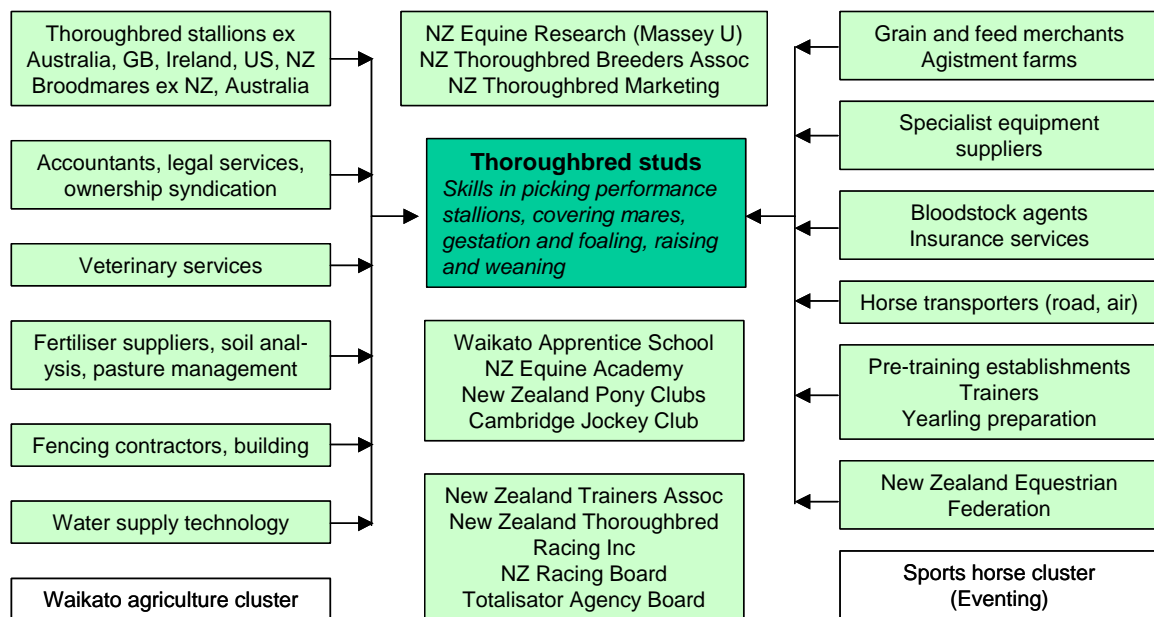 Thoroughbred stallions ex
Australia, GB, Ireland, US, NZ
Broodmares ex NZ, Australia
Accountants, legal services,
ownership syndication
Veterinary services
Fertiliser suppliers, soil anal-
ysis, pasture management
Fencing contractors, building
Water supply technology
Waikato agriculture cluster
NZ Equine Research (Massey U)
NZ Thoroughbred Breeders Assoc
NZ Thoroughbred Marketing
Thoroughbred studs
Skills in picking performance
stallions, covering mares,
gestation and foaling, raising
and weaning
Waikato Apprentice School
NZ Equine Academy
New Zealand Pony Clubs
Cambridge Jockey Club
New Zealand Trainers Assoc
New Zealand Thoroughbred
Racing Inc
NZ Racing Board
Totalisator Agency Board
Grain and feed merchants
Agistment farms
Specialist equipment
suppliers
Bloodstock agents
Insurance services
Horse transporters (road, air)
Pre-training establishments
Trainers
Yearling preparation
New Zealand Equestrian
Federation
Sports horse cluster
(Eventing)